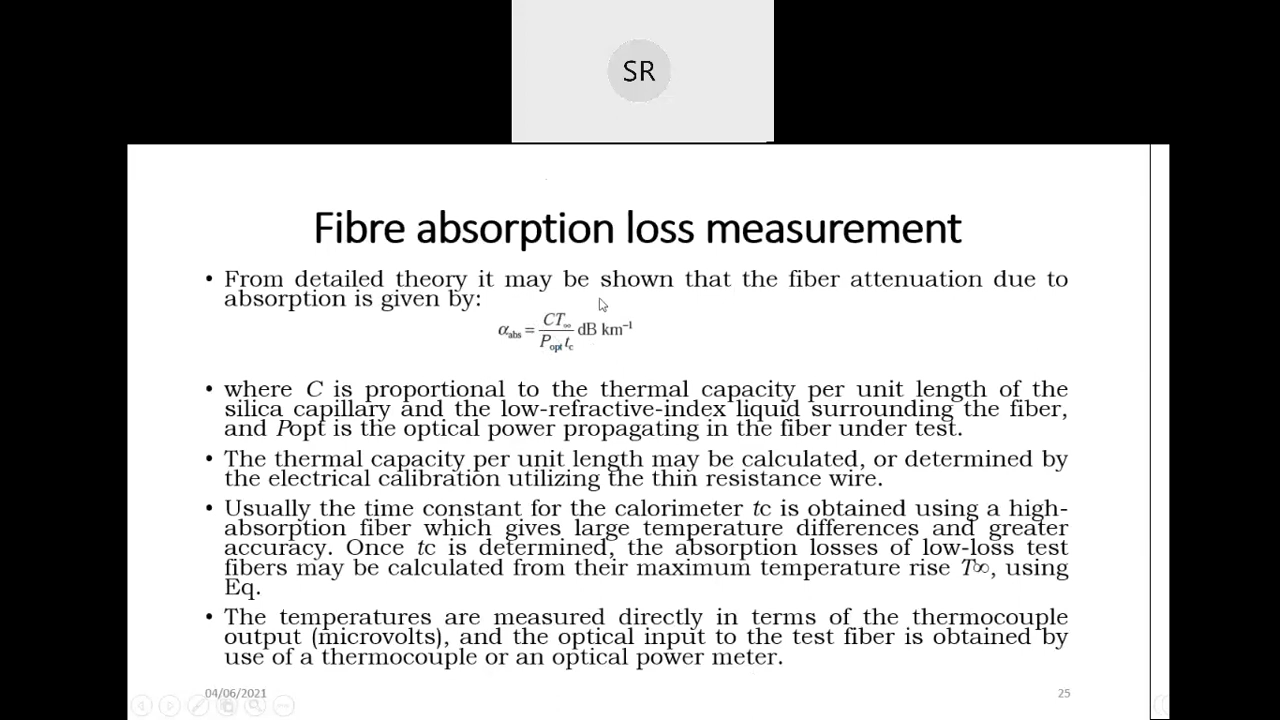 SR
Fibre absorption loss measurement
• From detailed theory it may be shown that the fiber attenuation due to
absorption is given by:
α_abs = CT_∞ / P_opt t_c dB km⁻¹
• where C is proportional to the thermal capacity per unit length of the
silica capillary and the low-refractive-index liquid surrounding the fiber,
and Popt is the optical power propagating in the fiber under test.
• The thermal capacity per unit length may be calculated, or determined by
the electrical calibration utilizing the thin resistance wire.
• Usually the time constant for the calorimeter tc is obtained using a high-
absorption fiber which gives large temperature differences and greater
accuracy. Once tc is determined, the absorption losses of low-loss test
fibers may be calculated from their maximum temperature rise T∞, using
Eq.
• The temperatures are measured directly in terms of the thermocouple
output (microvolts), and the optical input to the test fiber is obtained by
use of a thermocouple or an optical power meter.
04/06/2021
25